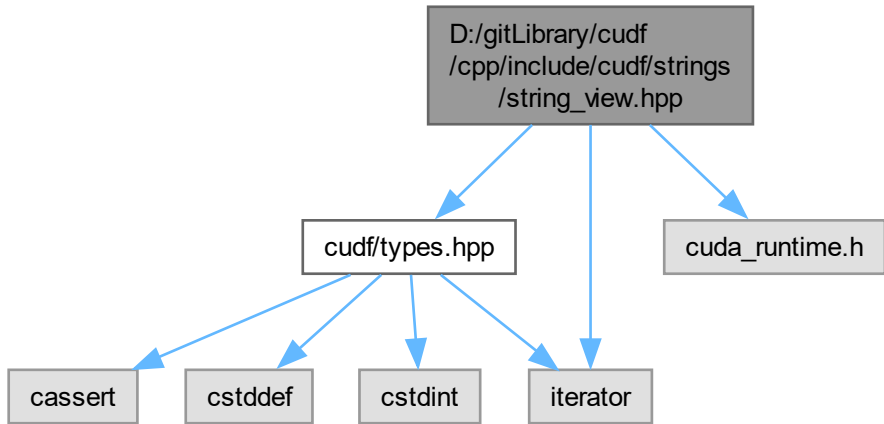 D:/gitLibrary/cudf
/cpp/include/cudf/strings
/string_view.hpp
cudf/types.hpp
cuda_runtime.h
cassert
cstddef
cstdint
iterator